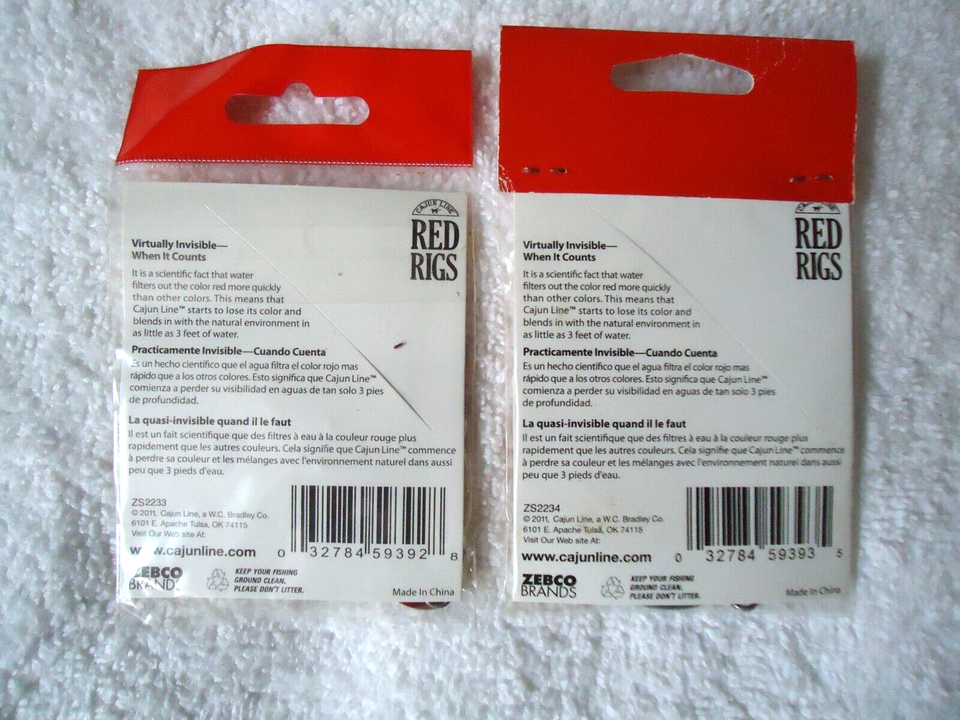 CAJUN LINE
RED
RIGS
Virtually Invisible—
When It Counts
It is a scientific fact that water
filters out the color red more quickly
than other colors. This means that
Cajun Line™ starts to lose its color and
blends in with the natural environment in
as little as 3 feet of water.
Practicamente Invisible—Cuando Cuenta
Es un hecho científico que el agua filtra el color rojo mas
rápido que a los otros colores. Esto significa que Cajun Line™
comienza a perder su visibilidad en aguas de tan solo 3 pies
de profundidad.
La quasi-invisible quand il le faut
Il est un fait scientifique que des filtres à eau à la couleur rouge plus
rapidement que les autres couleurs. Cela signifie que Cajun Line™ commence
à perdre sa couleur et les mélanges avec l'environnement naturel dans aussi
peu que 3 pieds d'eau.
ZS2233
© 2011, Cajun Line, a W.C. Bradley Co.
6101 E. Apache Tulsa, OK 74115
Visit Our Web site At:
www.cajunline.com
0 32784 59392 8
ZEBCO
BRANDS
KEEP YOUR FISHING
GROUND CLEAN,
PLEASE DON'T LITTER.
Made In China
RED
RIGS
Virtually Invisible—
When It Counts
It is a scientific fact that water
filters out the color red more quickly
than other colors. This means that
Cajun Line™ starts to lose its color and
blends in with the natural environment in
as little as 3 feet of water.
Practicamente Invisible—Cuando Cuenta
Es un hecho científico que el agua filtra el color rojo mas
rápido que a los otros colores. Esto significa que Cajun Line™
comienza a perder su visibilidad en aguas de tan solo 3 pies
de profundidad.
La quasi-invisible quand il le faut
Il est un fait scientifique que des filtres à eau à la couleur rouge plus
rapidement que les autres couleurs. Cela signifie que Cajun Line™ commence
à perdre sa couleur et les mélanges avec l'environnement naturel dans aussi
peu que 3 pieds d'eau.
ZS2234
© 2011, Cajun Line, a W.C. Bradley Co.
6101 E. Apache Tulsa, OK 74115
Visit Our Web site At:
www.cajunline.com
0 32784 59393 5
ZEBCO
BRANDS
KEEP YOUR FISHING
GROUND CLEAN,
PLEASE DON'T LITTER.
Made In China